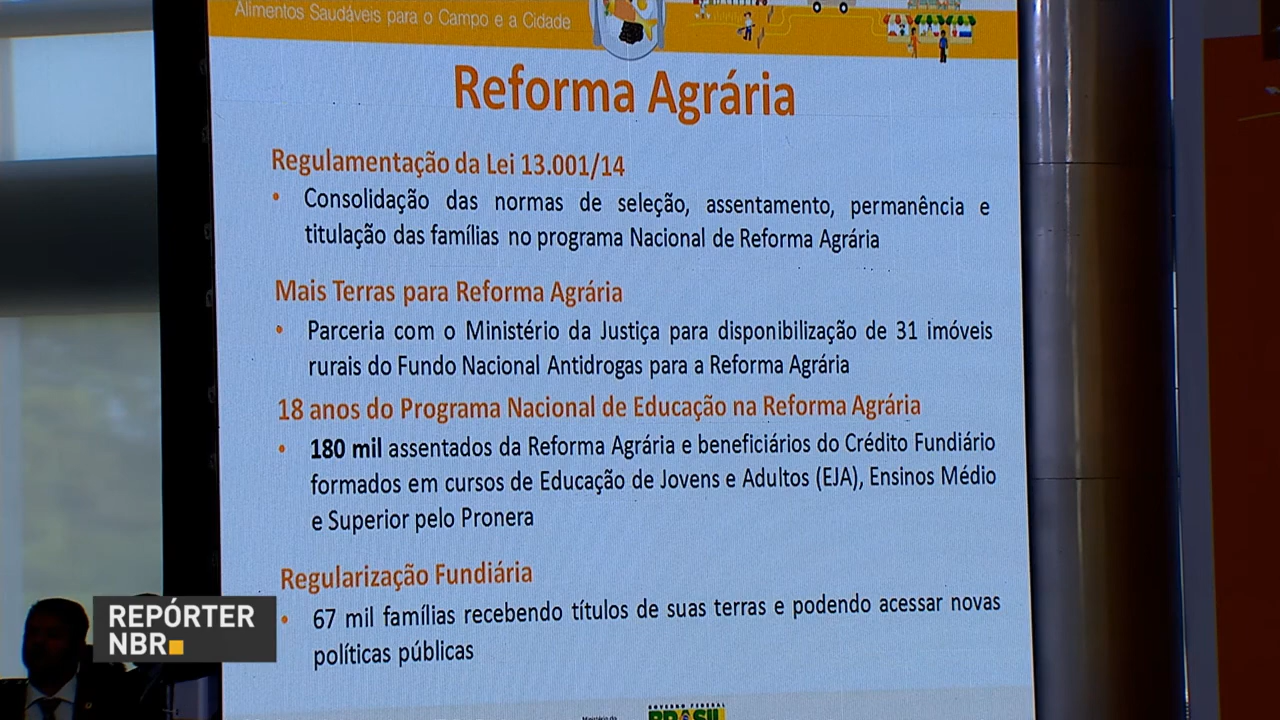 Alimentos Saudáveis para o Campo e a Cidade
Reforma Agrária
Regulamentação da Lei 13.001/14
• Consolidação das normas de seleção, assentamento, permanência e
titulação das famílias no programa Nacional de Reforma Agrária
Mais Terras para Reforma Agrária
• Parceria com o Ministério da Justiça para disponibilização de 31 imóveis
rurais do Fundo Nacional Antidrogas para a Reforma Agrária
18 anos do Programa Nacional de Educação na Reforma Agrária
• 180 mil assentados da Reforma Agrária e beneficiários do Crédito Fundiário
formados em cursos de Educação de Jovens e Adultos (EJA), Ensinos Médio
e Superior pelo Pronera
Regularização Fundiária
• 67 mil famílias recebendo títulos de suas terras e podendo acessar novas
políticas públicas
REPÓRTER
NBR
Ministério do
GOVERNO FEDERAL
BRASIL